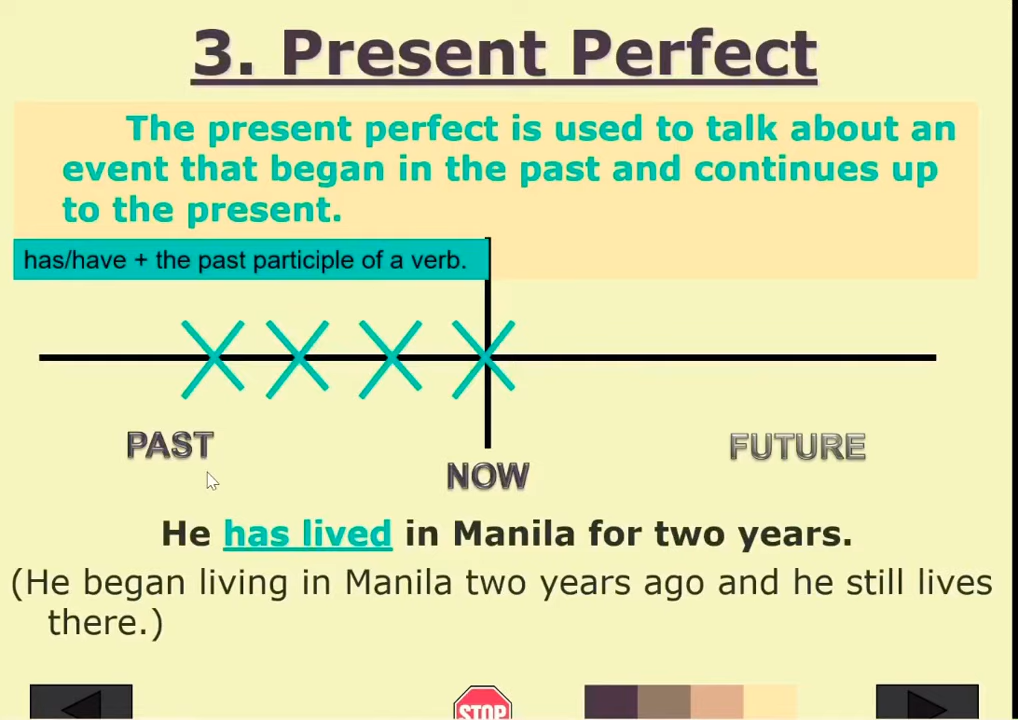 3. Present Perfect
The present perfect is used to talk about an
event that began in the past and continues up
to the present.
has/have + the past participle of a verb.
PAST
FUTURE
NOW
He has lived in Manila for two years.
(He began living in Manila two years ago and he still lives
there.)
STOP